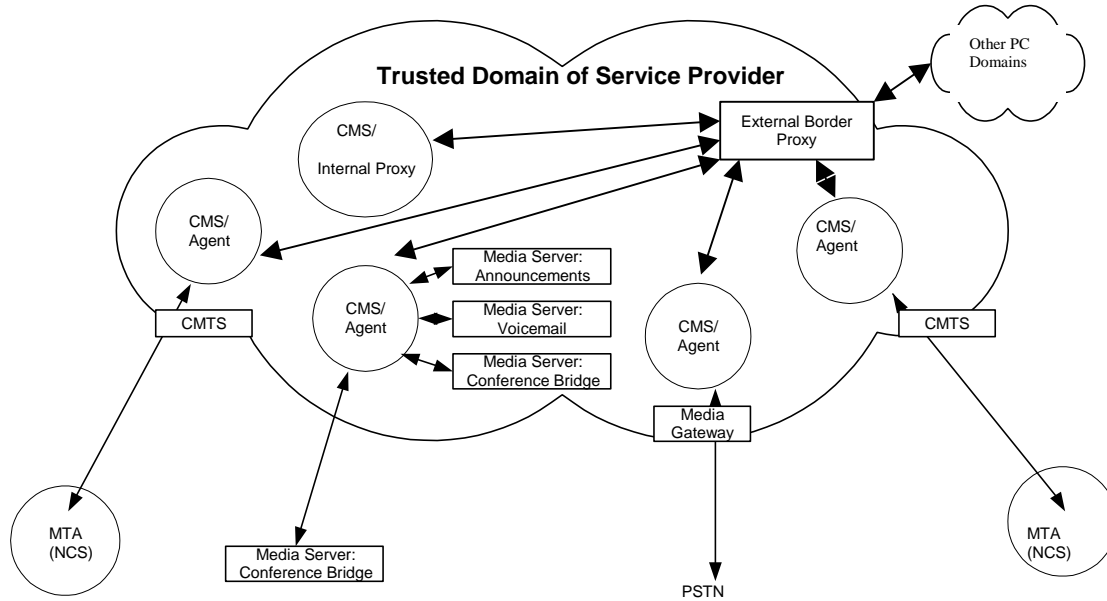 Other PC
Domains
Trusted Domain of Service Provider
External Border
Proxy
CMS/
Internal Proxy
CMS/
Agent
CMS/
Agent
Media Server:
Announcements
CMS/
Agent
Media Server:
Voicemail
Media Server:
Conference Bridge
CMS/
Agent
CMTS
CMTS
Media
Gateway
MTA
(NCS)
Media Server:
Conference Bridge
PSTN
MTA
(NCS)